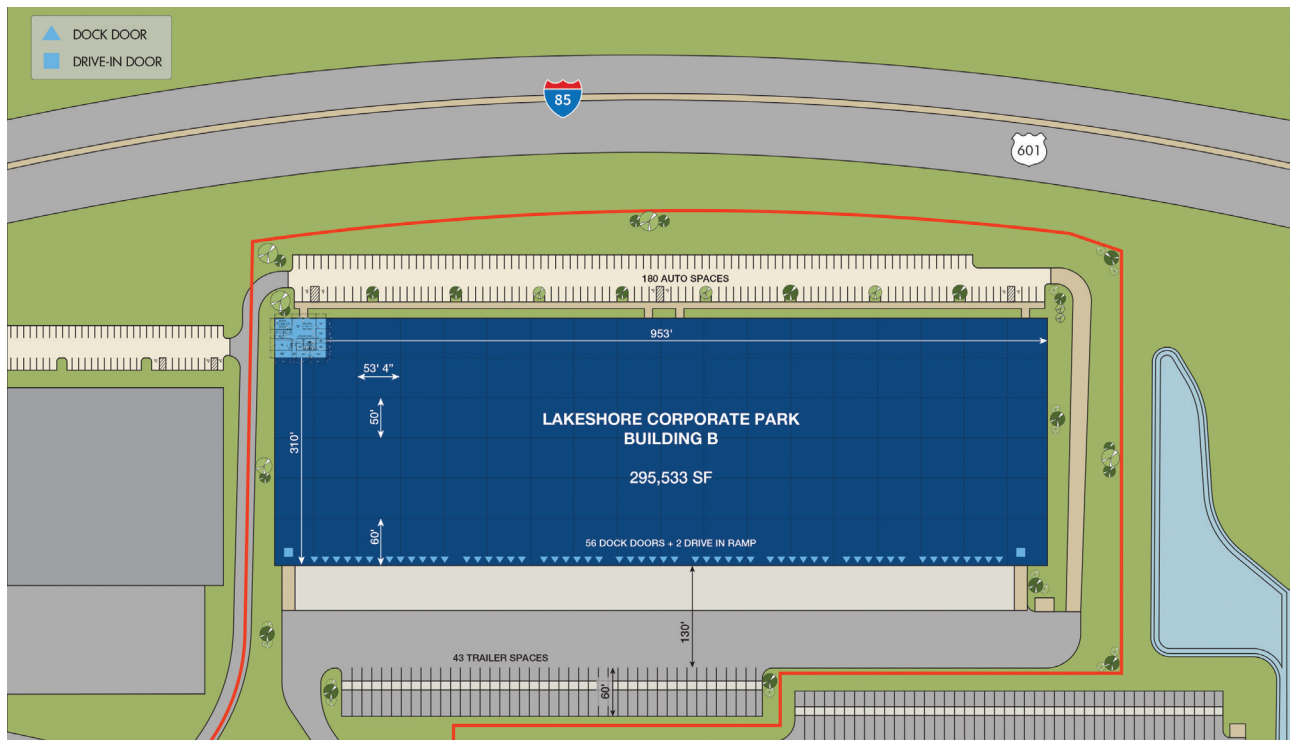 DOCK DOOR
DRIVE-IN DOOR
85
601
180 AUTO SPACES
953'
53' 4"
50'
310'
LAKESHORE CORPORATE PARK
BUILDING B
295,533 SF
60'
56 DOCK DOORS + 2 DRIVE IN RAMP
130'
43 TRAILER SPACES
60'